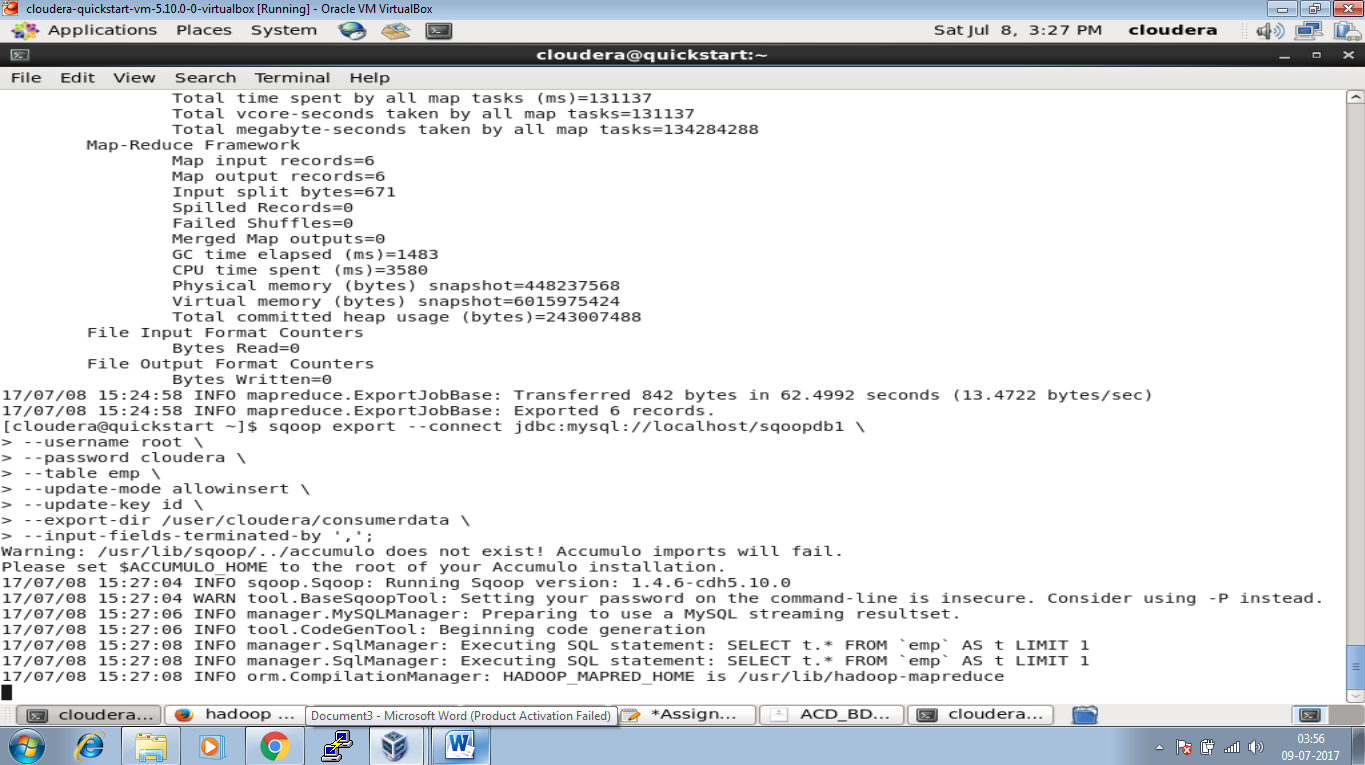 cloudera-quickstart-vm-5.10.0-0-virtualbox [Running] - Oracle VM VirtualBox
Applications Places System Sat Jul 8, 3:27 PM cloudera
cloudera@quickstart:~
File Edit View Search Terminal Help
Total time spent by all map tasks (ms)=131137
Total vcore-seconds taken by all map tasks=131137
Total megabyte-seconds taken by all map tasks=134284288
Map-Reduce Framework
Map input records=6
Map output records=6
Input split bytes=671
Spilled Records=0
Failed Shuffles=0
Merged Map outputs=0
GC time elapsed (ms)=1483
CPU time spent (ms)=3580
Physical memory (bytes) snapshot=448237568
Virtual memory (bytes) snapshot=6015975424
Total committed heap usage (bytes)=243007488
File Input Format Counters
Bytes Read=0
File Output Format Counters
Bytes Written=0
17/07/08 15:24:58 INFO mapreduce.ExportJobBase: Transferred 842 bytes in 62.4992 seconds (13.4722 bytes/sec)
17/07/08 15:24:58 INFO mapreduce.ExportJobBase: Exported 6 records.
[cloudera@quickstart ~]$ sqoop export --connect jdbc:mysql://localhost/sqoopdb1 \
> --username root \
> --password cloudera \
> --table emp \
> --update-mode allowinsert \
> --update-key id \
> --export-dir /user/cloudera/consumerdata \
> --input-fields-terminated-by ',';
Warning: /usr/lib/sqoop/../accumulo does not exist! Accumulo imports will fail.
Please set $ACCUMULO_HOME to the root of your Accumulo installation.
17/07/08 15:27:04 INFO sqoop.Sqoop: Running Sqoop version: 1.4.6-cdh5.10.0
17/07/08 15:27:04 WARN tool.BaseSqoopTool: Setting your password on the command-line is insecure. Consider using -P instead.
17/07/08 15:27:06 INFO manager.MySQLManager: Preparing to use a MySQL streaming resultset.
17/07/08 15:27:06 INFO tool.CodeGenTool: Beginning code generation
17/07/08 15:27:08 INFO manager.SqlManager: Executing SQL statement: SELECT t.* FROM `emp` AS t LIMIT 1
17/07/08 15:27:08 INFO manager.SqlManager: Executing SQL statement: SELECT t.* FROM `emp` AS t LIMIT 1
17/07/08 15:27:08 INFO orm.CompilationManager: HADOOP_MAPRED_HOME is /usr/lib/hadoop-mapreduce
cloudera... hadoop ... Document3 - Microsoft Word (Product Activation Failed) *Assign... ACD_BD... cloudera...
03:56
09-07-2017